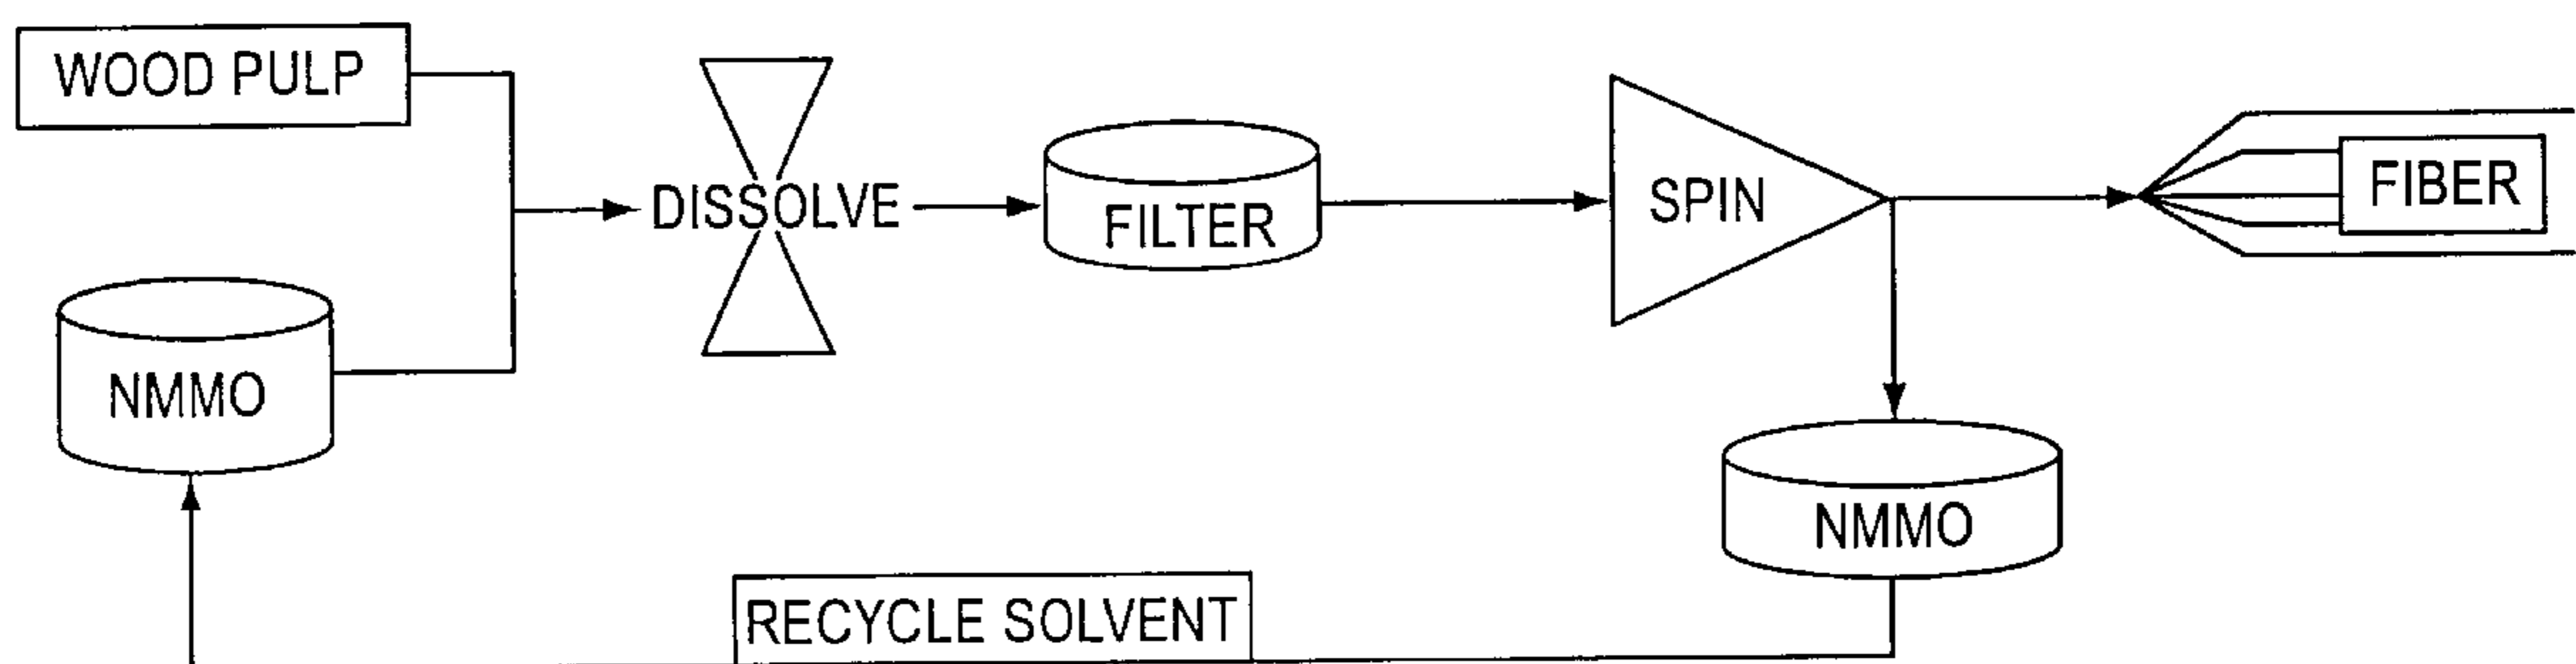 WOOD PULP
DISSOLVE
FILTER
SPIN
FIBER
NMMO
NMMO
RECYCLE SOLVENT